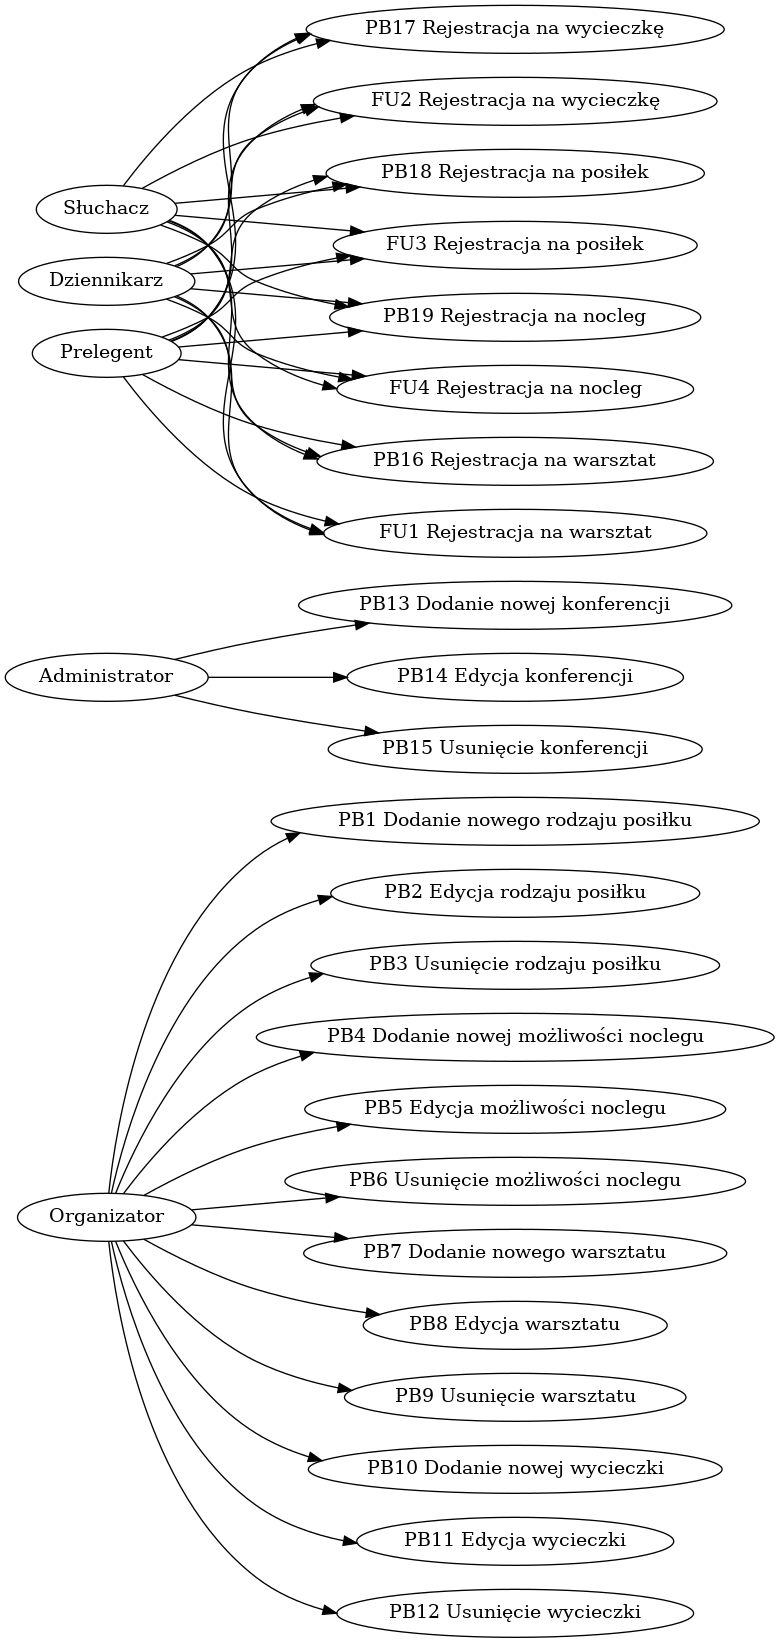 PB17 Rejestracja na wycieczkę
FU2 Rejestracja na wycieczkę
PB18 Rejestracja na posiłek
Słuchacz
FU3 Rejestracja na posiłek
Dziennikarz
PB19 Rejestracja na nocleg
Prelegent
FU4 Rejestracja na nocleg
PB16 Rejestracja na warsztat
FU1 Rejestracja na warsztat
PB13 Dodanie nowej konferencji
Administrator
PB14 Edycja konferencji
PB15 Usunięcie konferencji
PB1 Dodanie nowego rodzaju posiłku
PB2 Edycja rodzaju posiłku
PB3 Usunięcie rodzaju posiłku
PB4 Dodanie nowej możliwości noclegu
PB5 Edycja możliwości noclegu
PB6 Usunięcie możliwości noclegu
Organizator
PB7 Dodanie nowego warsztatu
PB8 Edycja warsztatu
PB9 Usunięcie warsztatu
PB10 Dodanie nowej wycieczki
PB11 Edycja wycieczki
PB12 Usunięcie wycieczki